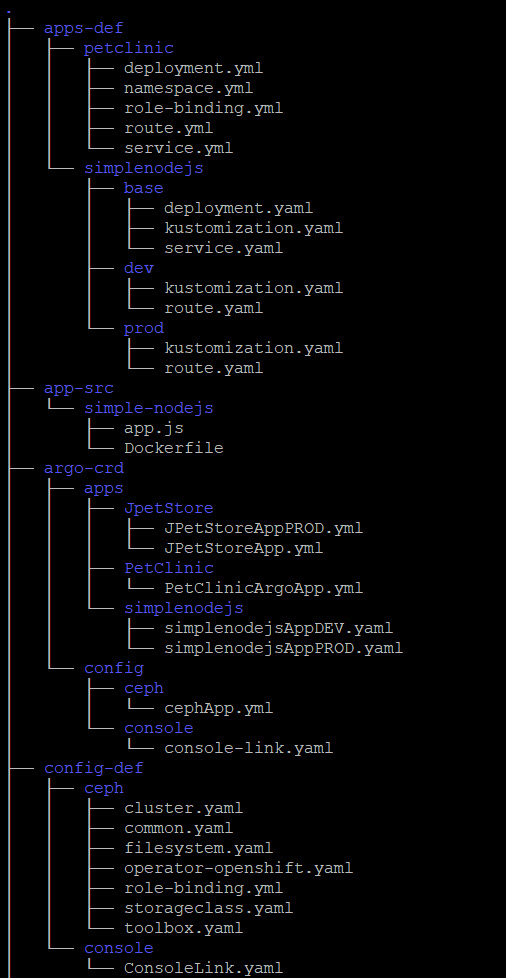 .
├── apps-def
│   ├── petclinic
│   │   ├── deployment.yml
│   │   ├── namespace.yml
│   │   ├── role-binding.yml
│   │   ├── route.yml
│   │   └── service.yml
│   └── simplenodejs
│       ├── base
│       │   ├── deployment.yaml
│       │   ├── kustomization.yaml
│       │   └── service.yaml
│       ├── dev
│       │   ├── kustomization.yaml
│       │   └── route.yaml
│       └── prod
│           ├── kustomization.yaml
│           └── route.yaml
├── app-src
│   └── simple-nodejs
│       ├── app.js
│       └── Dockerfile
├── argo-crd
│   ├── apps
│   │   ├── JpetStore
│   │   │   ├── JPetStoreAppPROD.yml
│   │   │   └── JPetStoreApp.yml
│   │   ├── PetClinic
│   │   │   └── PetClinicArgoApp.yml
│   │   └── simplenodejs
│   │       ├── simplenodejsAppDEV.yaml
│   │       └── simplenodejsAppPROD.yaml
│   └── config
│       ├── ceph
│       │   └── cephApp.yml
│       └── console
│           └── console-link.yaml
├── config-def
│   ├── ceph
│   │   ├── cluster.yaml
│   │   ├── common.yaml
│   │   ├── filesystem.yaml
│   │   ├── operator-openshift.yaml
│   │   ├── role-binding.yml
│   │   ├── storageclass.yaml
│   │   └── toolbox.yaml
│   └── console
│       └── ConsoleLink.yaml